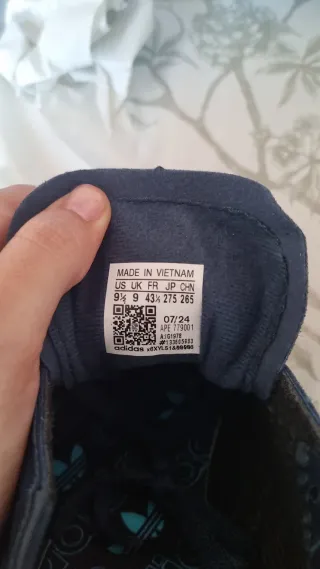 MADE IN VIETNAM
US UK FR JP CHN
9½ 9 43⅓ 275 265
07/24
APE 779001
adidas